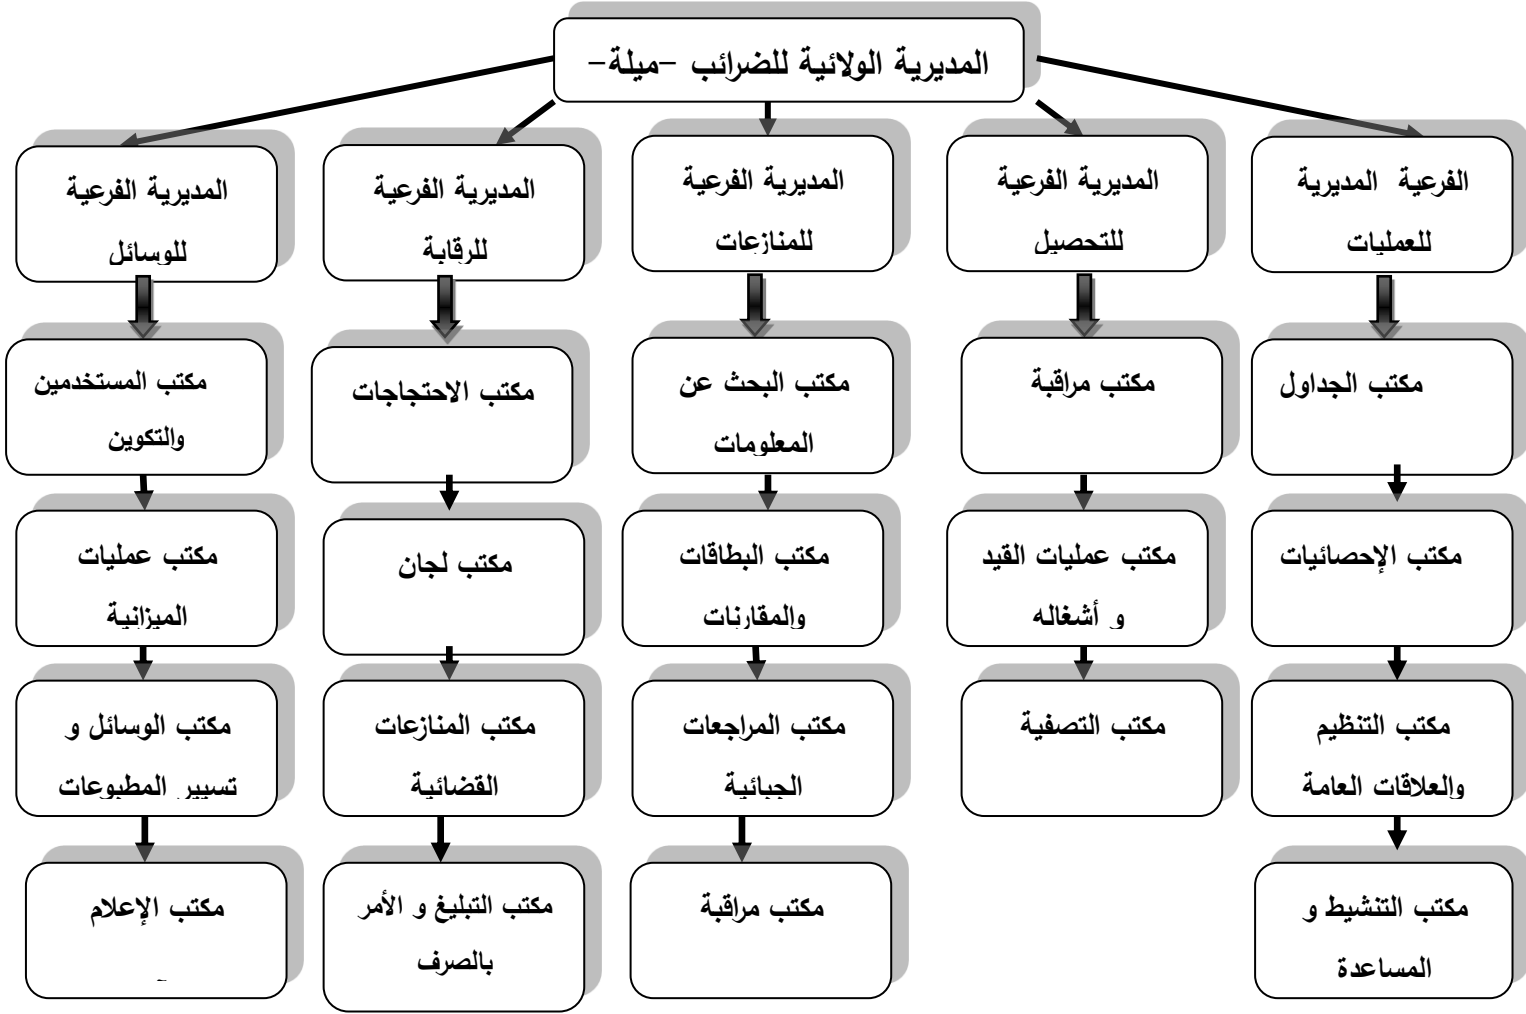 المديرية الولائية للضرائب –ميلة–
الفرعية المديرية
للعمليات
المديرية الفرعية
للتحصيل
المديرية الفرعية
للمنازعات
المديرية الفرعية
للرقابة
المديرية الفرعية
للوسائل
مكتب الجداول
مكتب مراقبة
مكتب البحث عن
المعلومات
مكتب الاحتجاجات
مكتب المستخدمين
والتكوين
مكتب الإحصائيات
مكتب عمليات القيد
و أشغاله
مكتب البطاقات
والمقارنات
مكتب لجان
مكتب عمليات
الميزانية
مكتب التنظيم
والعلاقات العامة
مكتب التصفية
مكتب المراجعات
الجبائية
مكتب المنازعات
القضائية
مكتب الوسائل و
تسيير المطبوعات
مكتب التنشيط و
المساعدة
مكتب مراقبة
مكتب التبليغ و الأمر
بالصرف
مكتب الإعلام